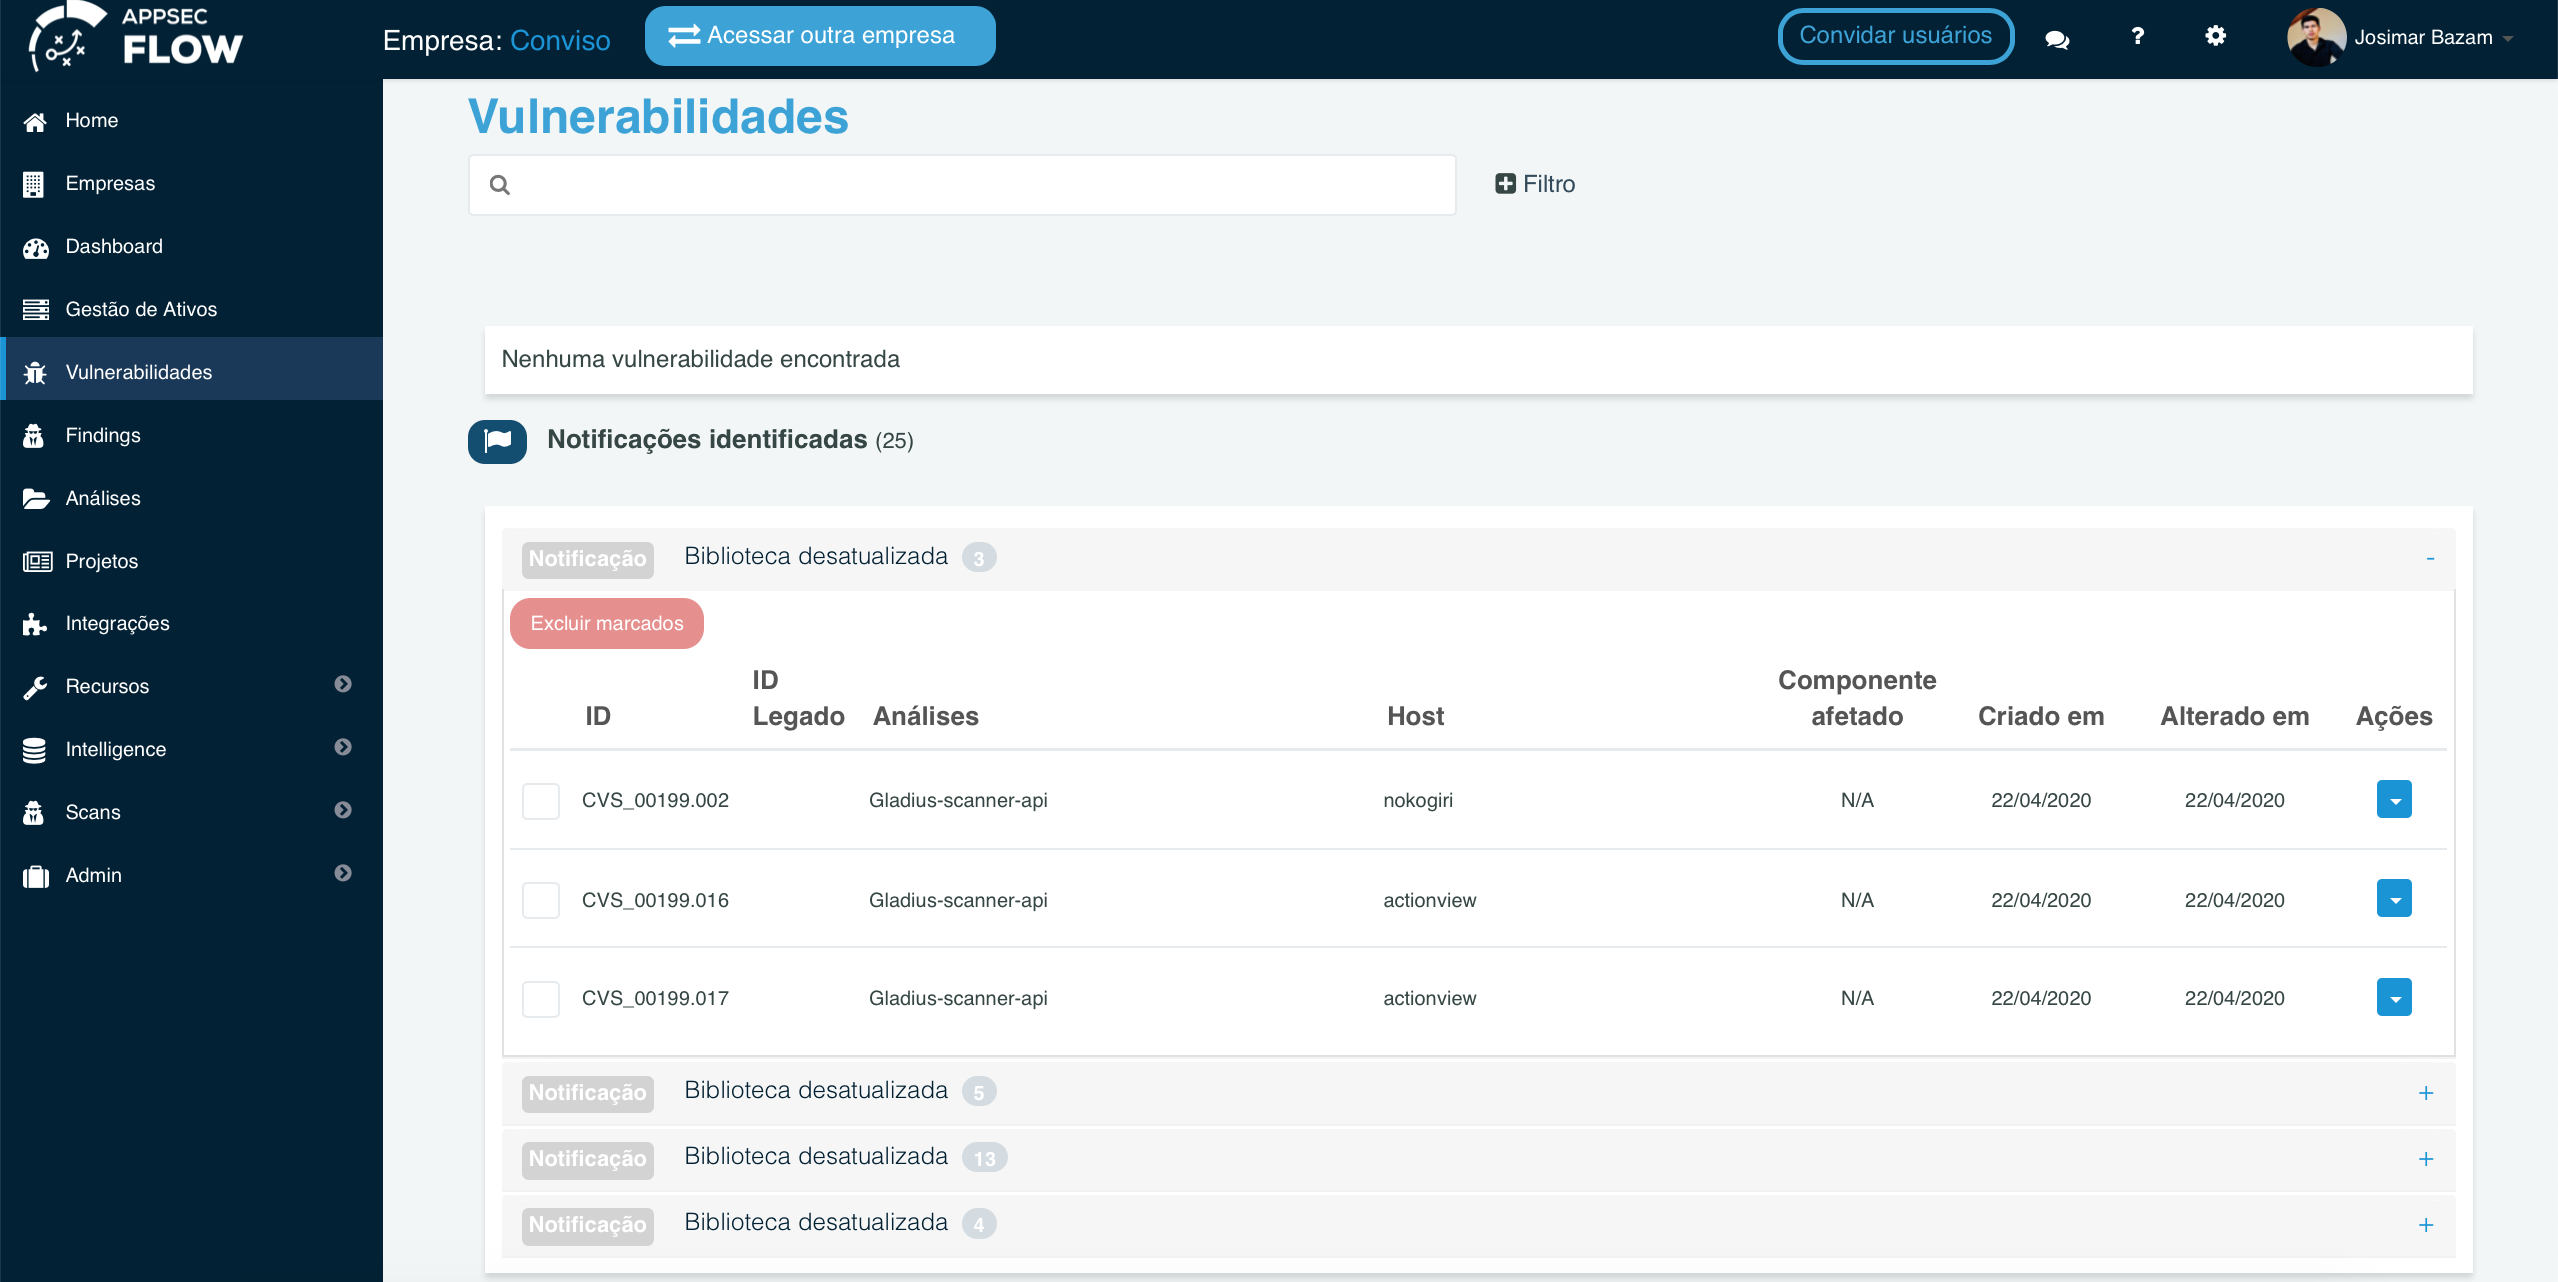 APPSEC
FLOW
Empresa: Conviso
Acessar outra empresa
Convidar usuários
?
Josimar Bazam
Home
Empresas
Dashboard
Gestão de Ativos
Vulnerabilidades
Findings
Análises
Projetos
Integrações
Recursos
Intelligence
Scans
Admin
Vulnerabilidades
Filtro
Nenhuma vulnerabilidade encontrada
Notificações identificadas (25)
Notificação Biblioteca desatualizada 3 -
Excluir marcados
ID ID Legado Análises Host Componente afetado Criado em Alterado em Ações
CVS_00199.002 Gladius-scanner-api nokogiri N/A 22/04/2020 22/04/2020
CVS_00199.016 Gladius-scanner-api actionview N/A 22/04/2020 22/04/2020
CVS_00199.017 Gladius-scanner-api actionview N/A 22/04/2020 22/04/2020
Notificação Biblioteca desatualizada 5 +
Notificação Biblioteca desatualizada 13 +
Notificação Biblioteca desatualizada 4 +